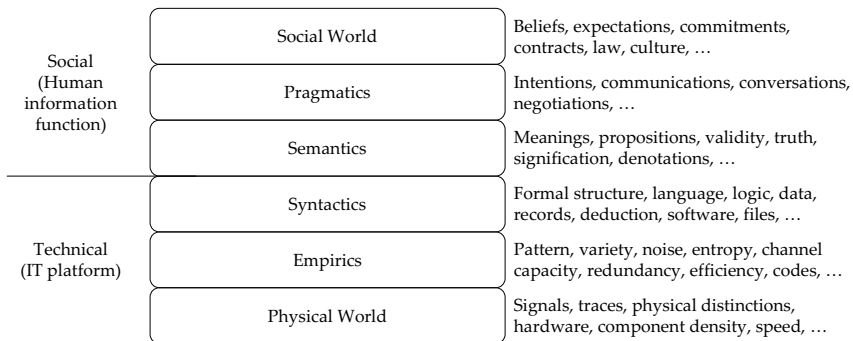 Social
(Human
information
function)
Social World
Beliefs, expectations, commitments,
contracts, law, culture, …
Pragmatics
Intentions, communications, conversations,
negotiations, …
Semantics
Meanings, propositions, validity, truth,
signification, denotations, …
Technical
(IT platform)
Syntactics
Formal structure, language, logic, data,
records, deduction, software, files, …
Empirics
Pattern, variety, noise, entropy, channel
capacity, redundancy, efficiency, codes, …
Physical World
Signals, traces, physical distinctions,
hardware, component density, speed, …